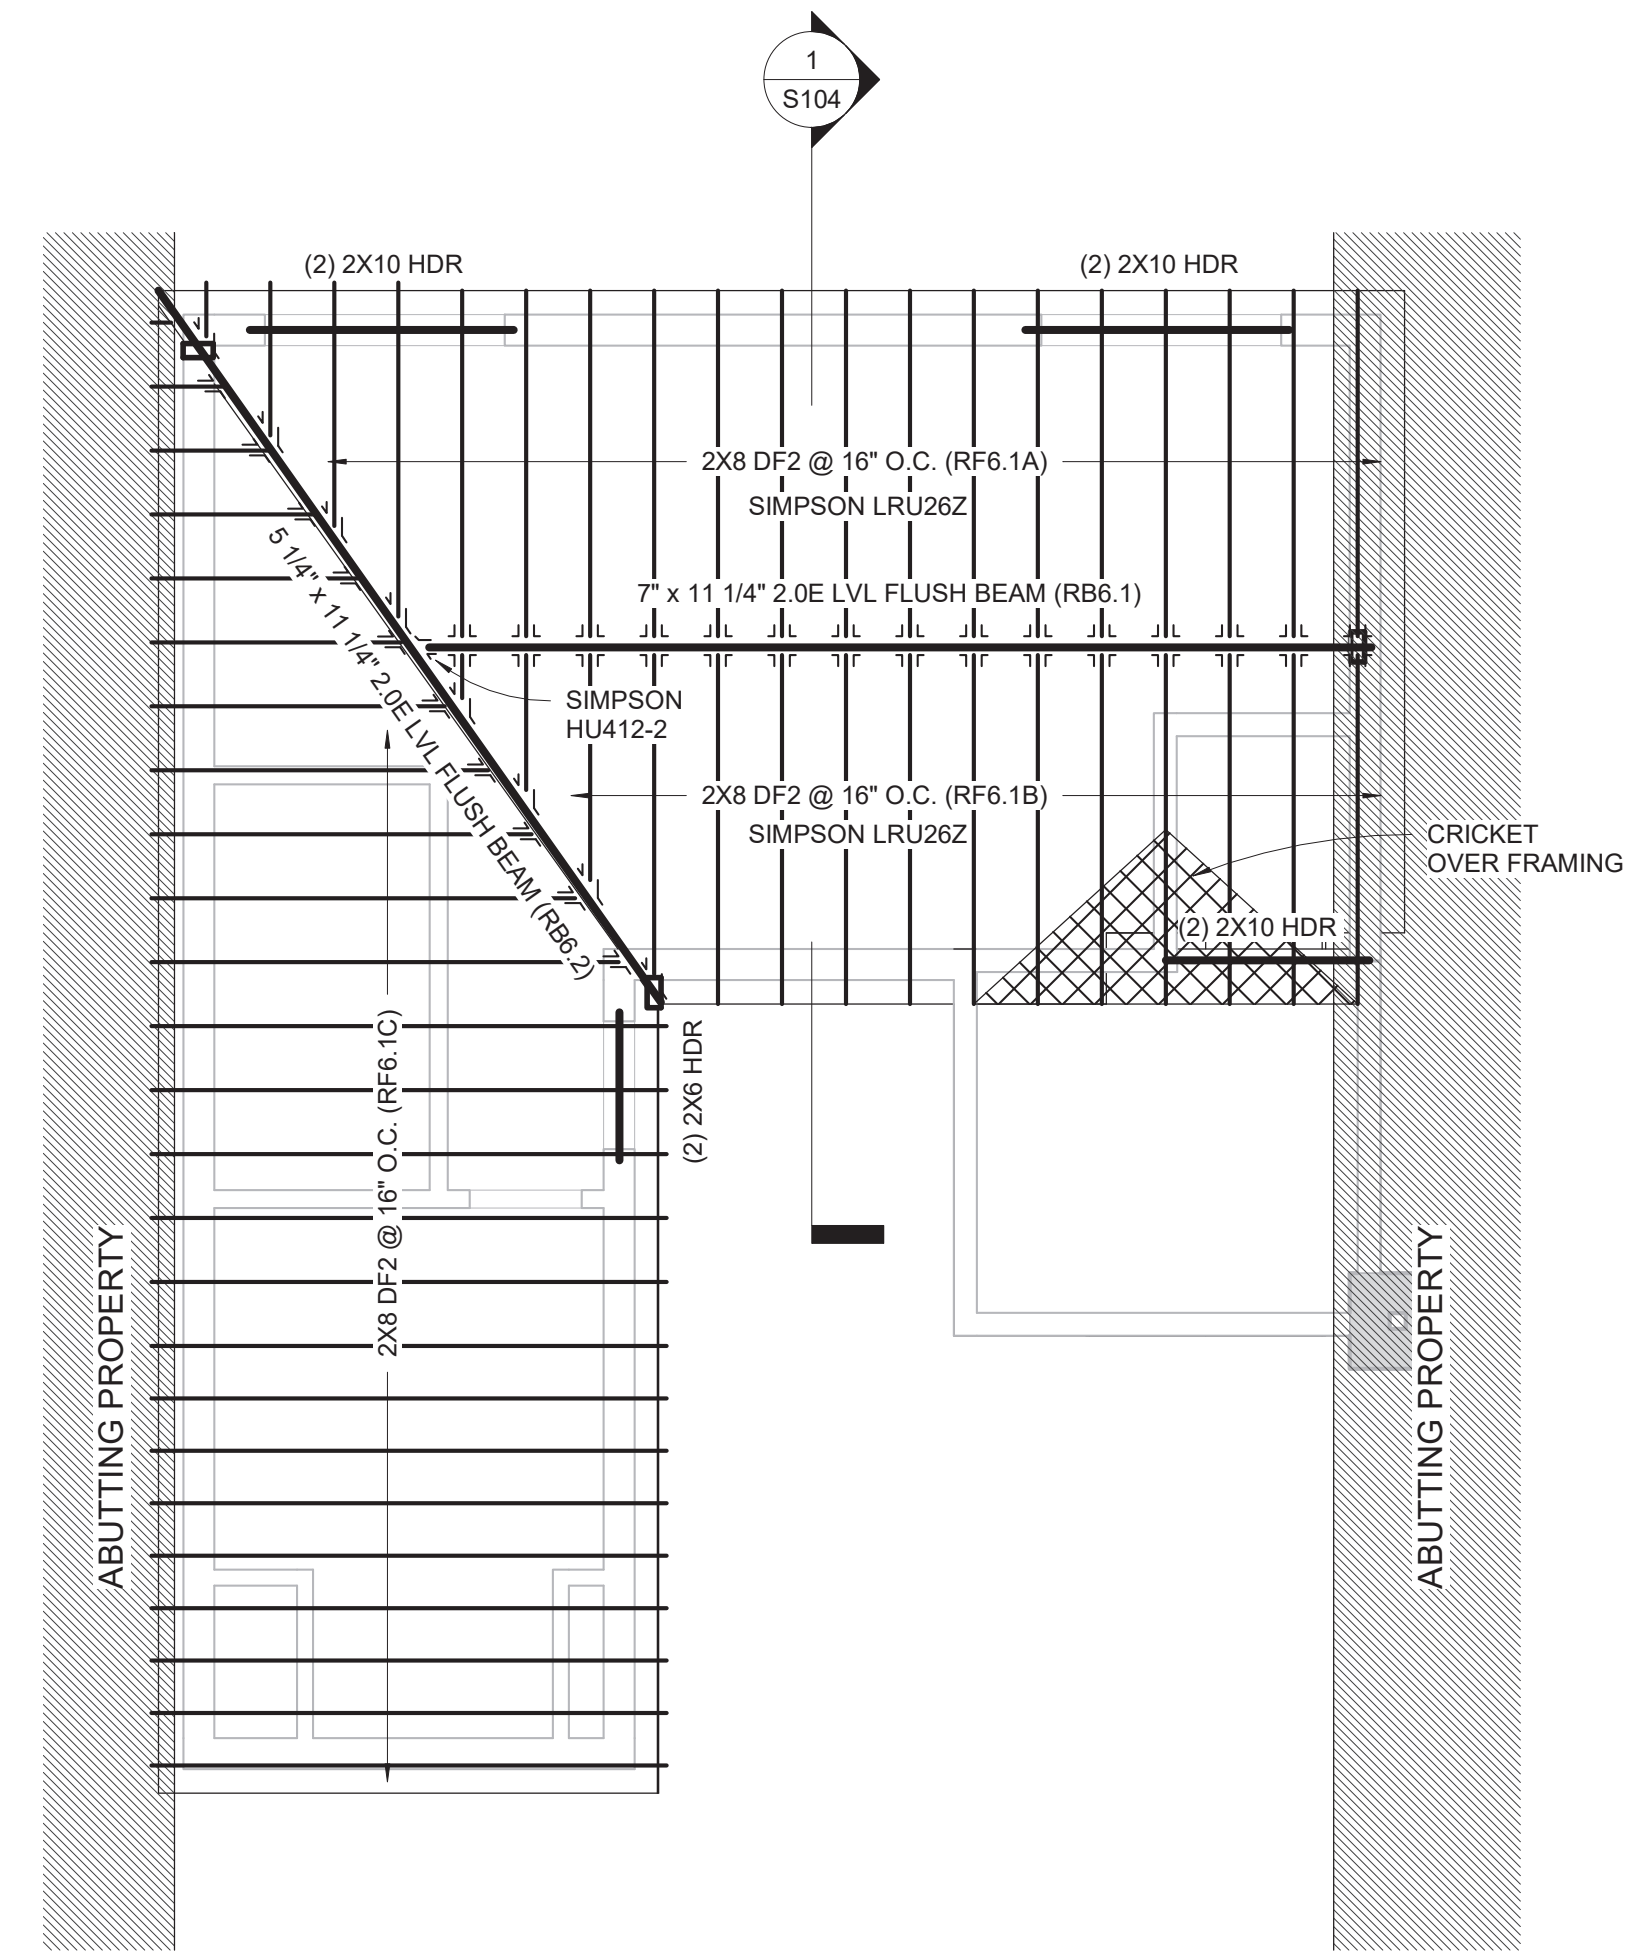 1
S104
(2) 2X10 HDR
(2) 2X10 HDR
2X8 DF2 @ 16" O.C. (RF6.1A)
SIMPSON LRU26Z
7" x 11 1/4" 2.0E LVL FLUSH BEAM (RB6.1)
5 1/4" x 11 1/4" 2.0E LVL FLUSH BEAM (RB6.2)
SIMPSON
HU412-2
2X8 DF2 @ 16" O.C. (RF6.1B)
SIMPSON LRU26Z
CRICKET
OVER FRAMING
(2) 2X10 HDR
2X8 DF2 @ 16" O.C. (RF6.1C)
(2) 2X6 HDR
ABUTTING PROPERTY
ABUTTING PROPERTY